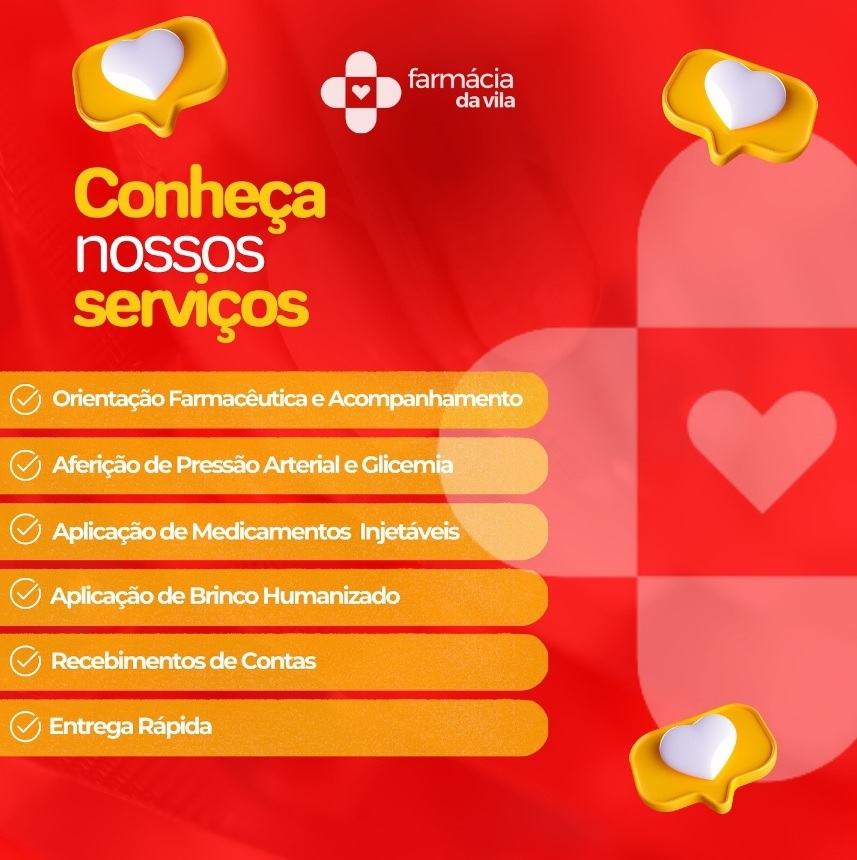 farmácia
da vila
Conheça
nossos
serviços
Orientação Farmacêutica e Acompanhamento
Aferição de Pressão Arterial e Glicemia
Aplicação de Medicamentos Injetáveis
Aplicação de Brinco Humanizado
Recebimentos de Contas
Entrega Rápida